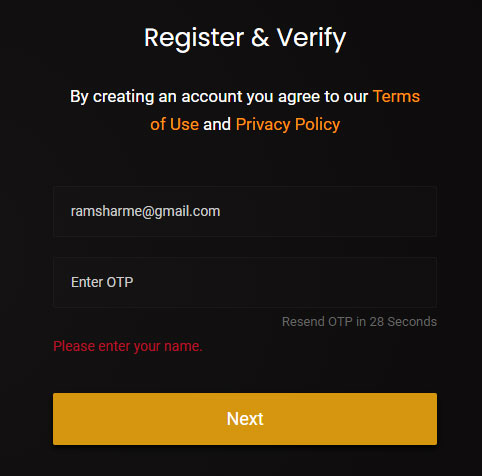 Register & Verify
By creating an account you agree to our Terms
of Use and Privacy Policy
ramsharme@gmail.com
Enter OTP
Resend OTP in 28 Seconds
Please enter your name.
Next